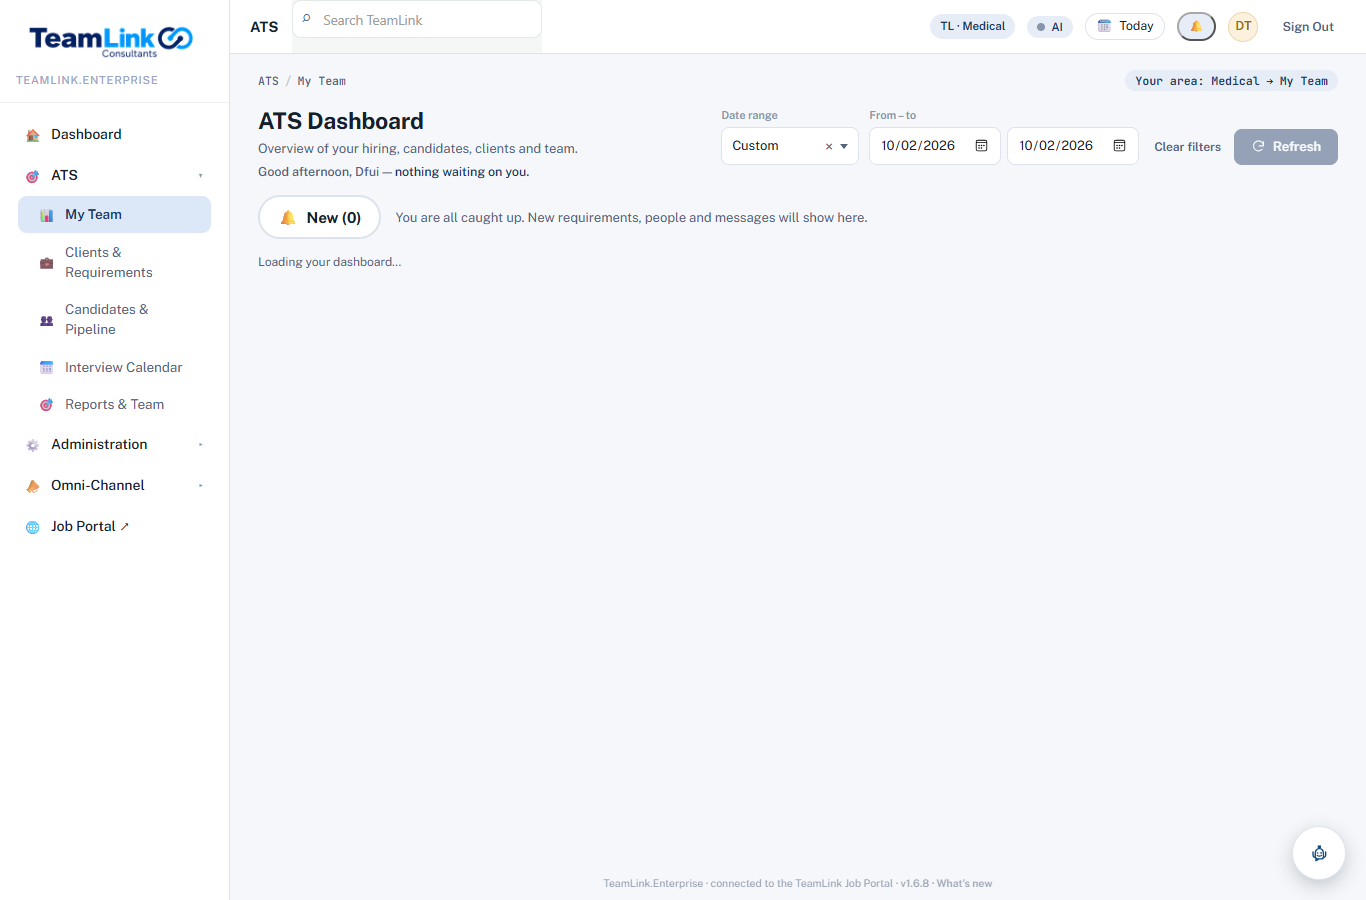 TeamLink
Consultants
TEAMLINK.ENTERPRISE
Dashboard
ATS
My Team
Clients &
Requirements
Candidates &
Pipeline
Interview Calendar
Reports & Team
Administration
Omni-Channel
Job Portal ↗
ATS
Search TeamLink
TL · Medical
AI
Today
DT
Sign Out
ATS / My Team
Your area: Medical → My Team
ATS Dashboard
Overview of your hiring, candidates, clients and team.
Good afternoon, Dfui — nothing waiting on you.
Date range
Custom × ▾
From – to
10/02/2026
10/02/2026
Clear filters
Refresh
New (0)
You are all caught up. New requirements, people and messages will show here.
Loading your dashboard...
TeamLink.Enterprise · connected to the TeamLink Job Portal · v1.6.8 · What's new